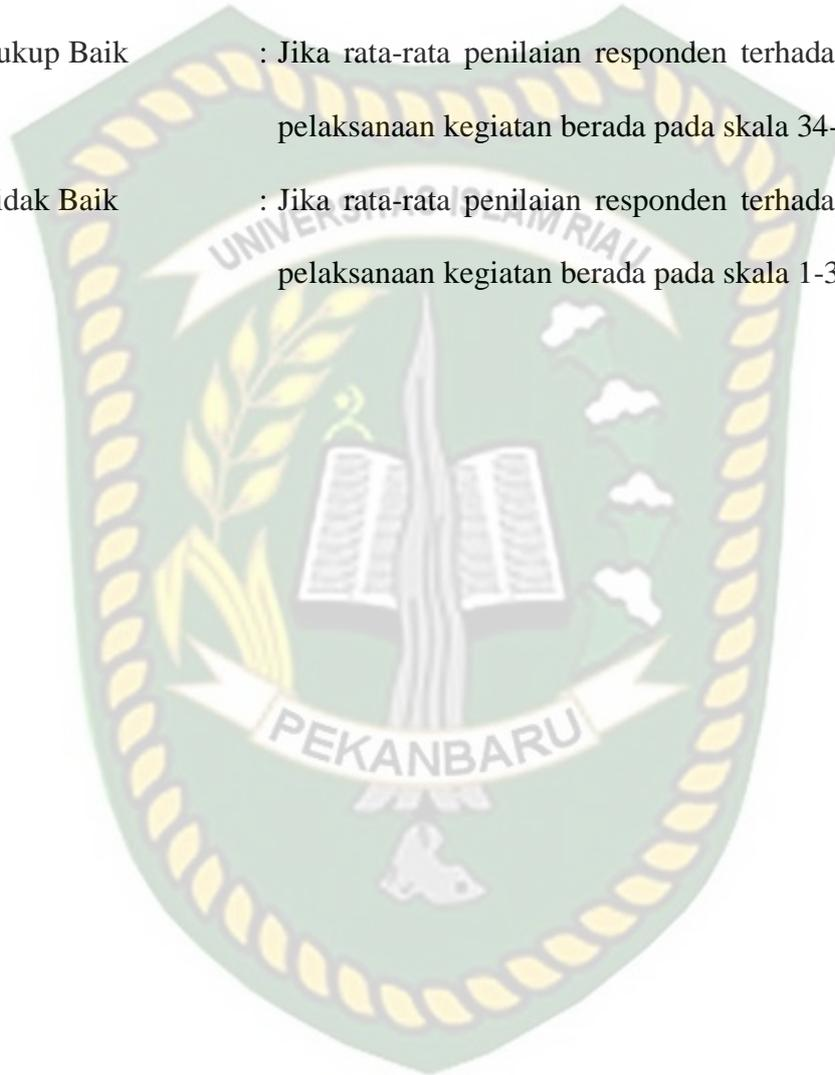 ukup Baik : Jika rata-rata penilaian responden terhada
pelaksanaan kegiatan berada pada skala 34-
idak Baik : Jika rata-rata penilaian responden terhada
pelaksanaan kegiatan berada pada skala 1-3
UNIVERSITAS ISLAM RIAU
PEKANBARU